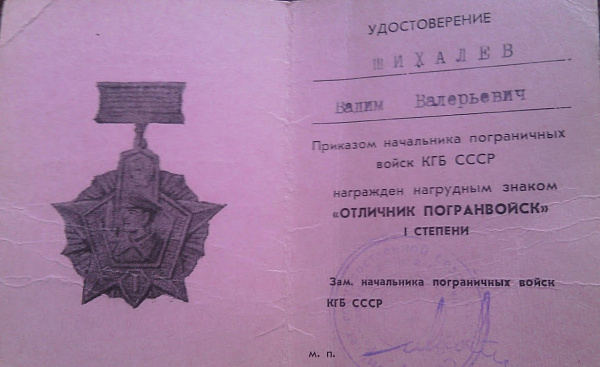 УДОСТОВЕРЕНИЕ
ШИХАЛЕВ
Вадим Валерьевич
Приказом начальника пограничных
войск КГБ СССР
награжден нагрудным знаком
«ОТЛИЧНИК ПОГРАНВОЙСК»
I СТЕПЕНИ
Зам. начальника пограничных войск
КГБ СССР
м. п.